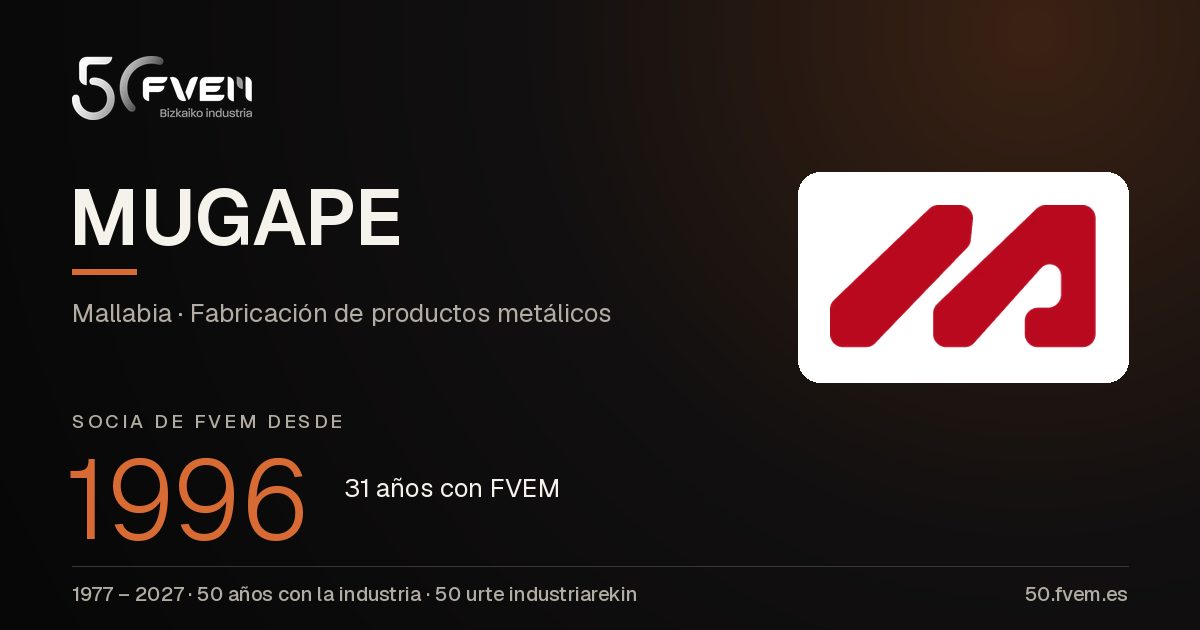 50 FVEM
Bizkaiko industria
MUGAPE
Mallabia · Fabricación de productos metálicos
SOCIA DE FVEM DESDE
1996
31 años con FVEM
1977 – 2027 · 50 años con la industria · 50 urte industriarekin
50.fvem.es